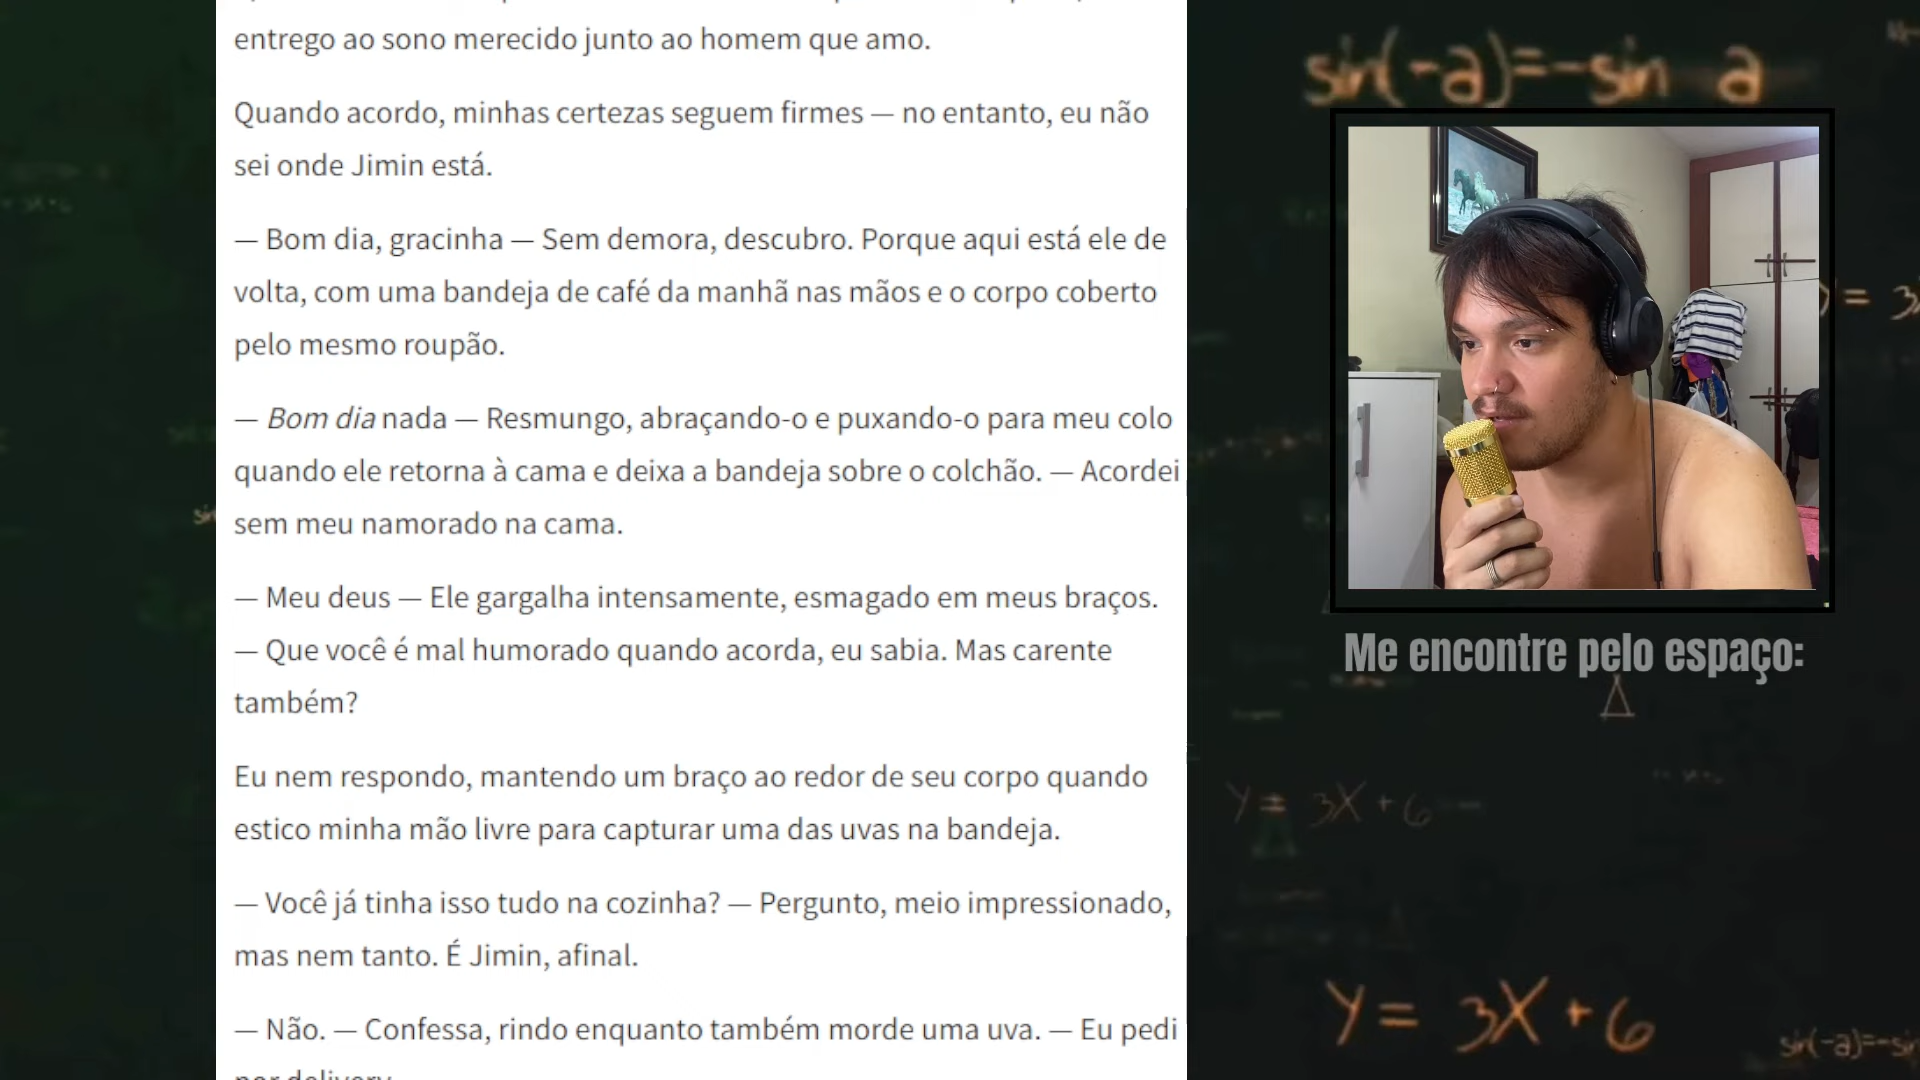 entrego ao sono merecido junto ao homem que amo.
Quando acordo, minhas certezas seguem firmes — no entanto, eu não
sei onde Jimin está.
— Bom dia, gracinha — Sem demora, descubro. Porque aqui está ele de
volta, com uma bandeja de café da manhã nas mãos e o corpo coberto
pelo mesmo roupão.
— Bom dia nada — Resmungo, abraçando-o e puxando-o para meu colo
quando ele retorna à cama e deixa a bandeja sobre o colchão. — Acordei
sem meu namorado na cama.
— Meu deus — Ele gargalha intensamente, esmagado em meus braços.
— Que você é mal humorado quando acorda, eu sabia. Mas carente
também?
Eu nem respondo, mantendo um braço ao redor de seu corpo quando
estico minha mão livre para capturar uma das uvas na bandeja.
— Você já tinha isso tudo na cozinha? — Pergunto, meio impressionado,
mas nem tanto. É Jimin, afinal.
— Não. — Confessa, rindo enquanto também morde uma uva. — Eu pedi
por delivery
sin(-a)=-sin a
Me encontre pelo espaço:
Δ
Y = 3X + 6
Y = 3X + 6
sin(-a)=-si